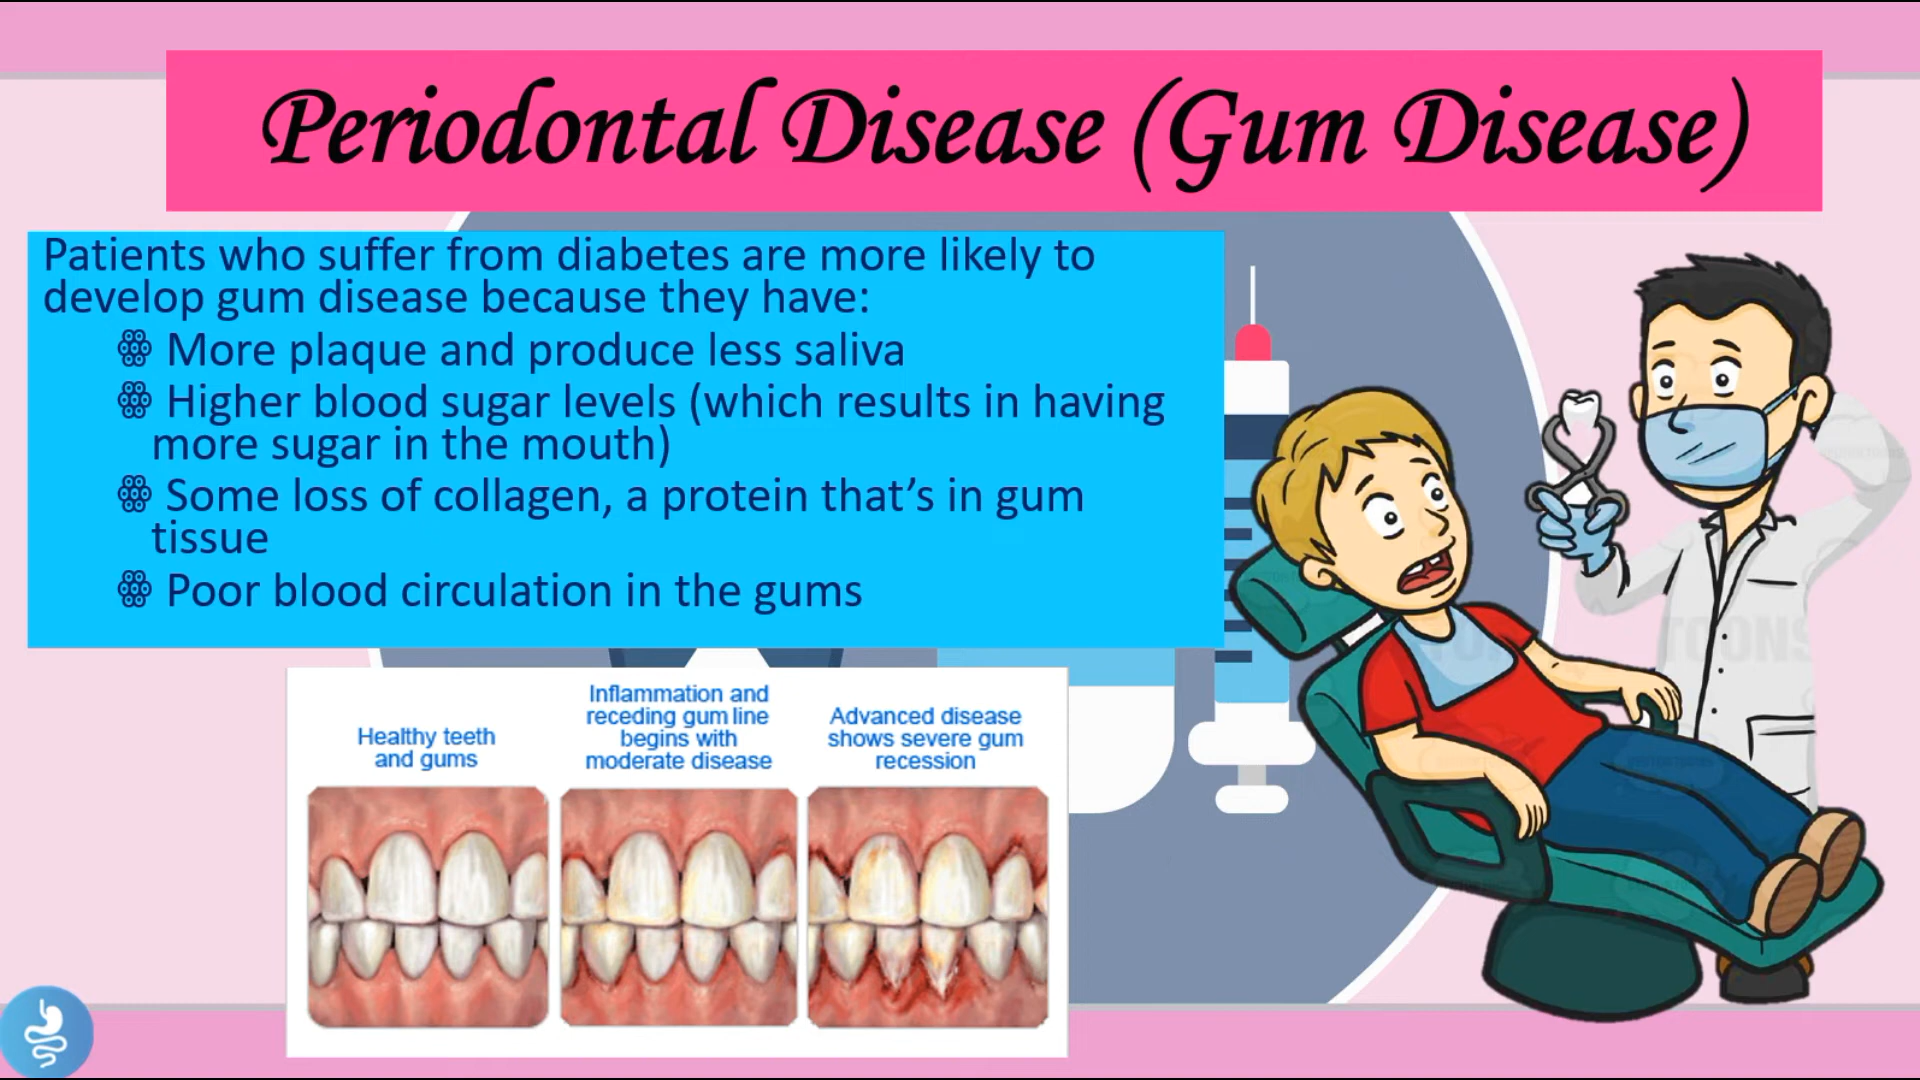 Periodontal Disease (Gum Disease)
Patients who suffer from diabetes are more likely to
develop gum disease because they have:
More plaque and produce less saliva
Higher blood sugar levels (which results in having
more sugar in the mouth)
Some loss of collagen, a protein that's in gum
tissue
Poor blood circulation in the gums
Healthy teeth
and gums
Inflammation and
receding gum line
begins with
moderate disease
Advanced disease
shows severe gum
recession
TOONS